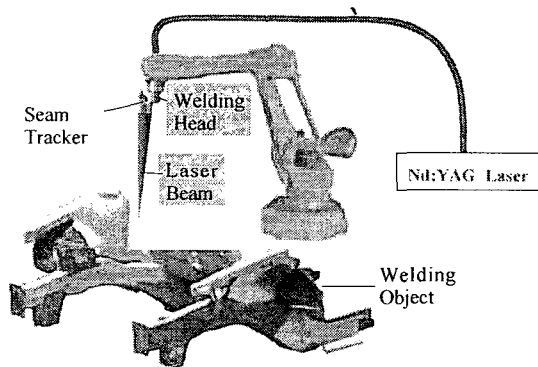 Seam
Tracker
Welding
Head
Laser
Beam
Nd:YAG Laser
Welding
Object